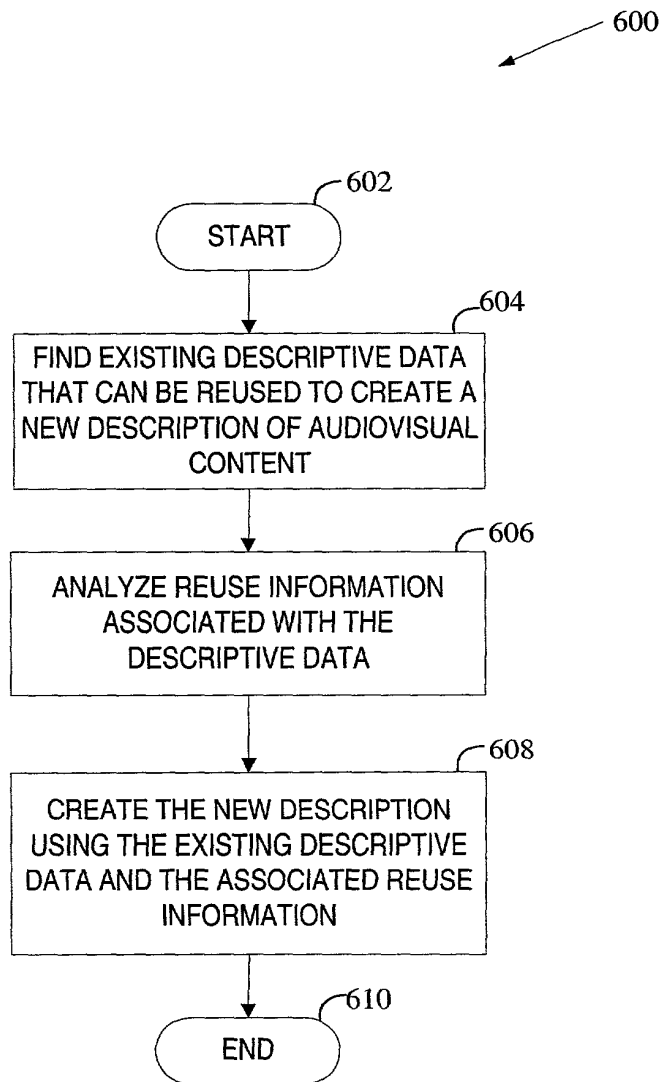 600
602
START
604
FIND EXISTING DESCRIPTIVE DATA
THAT CAN BE REUSED TO CREATE A
NEW DESCRIPTION OF AUDIOVISUAL
CONTENT
606
ANALYZE REUSE INFORMATION
ASSOCIATED WITH THE
DESCRIPTIVE DATA
608
CREATE THE NEW DESCRIPTION
USING THE EXISTING DESCRIPTIVE
DATA AND THE ASSOCIATED REUSE
INFORMATION
610
END